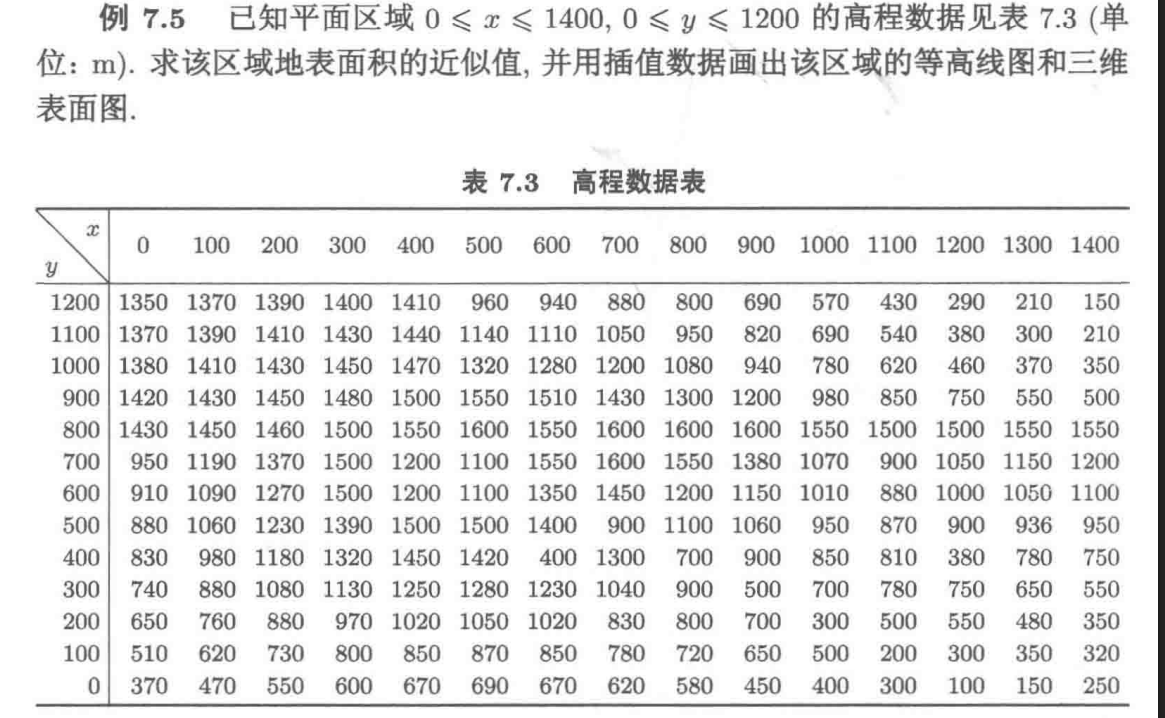 例 7.5 已知平面区域 0 ⩽ x ⩽ 1400, 0 ⩽ y ⩽ 1200 的高程数据见表 7.3 (单
位: m). 求该区域地表面积的近似值, 并用插值数据画出该区域的等高线图和三维
表面图.
表 7.3 高程数据表
x
y
0 100 200 300 400 500 600 700 800 900 1000 1100 1200 1300 1400
1200 1350 1370 1390 1400 1410 960 940 880 800 690 570 430 290 210 150
1100 1370 1390 1410 1430 1440 1140 1110 1050 950 820 690 540 380 300 210
1000 1380 1410 1430 1450 1470 1320 1280 1200 1080 940 780 620 460 370 350
900 1420 1430 1450 1480 1500 1550 1510 1430 1300 1200 980 850 750 550 500
800 1430 1450 1460 1500 1550 1600 1550 1600 1600 1600 1550 1500 1500 1550 1550
700 950 1190 1370 1500 1200 1100 1550 1600 1550 1380 1070 900 1050 1150 1200
600 910 1090 1270 1500 1200 1100 1350 1450 1200 1150 1010 880 1000 1050 1100
500 880 1060 1230 1390 1500 1500 1400 900 1100 1060 950 870 900 936 950
400 830 980 1180 1320 1450 1420 400 1300 700 900 850 810 380 780 750
300 740 880 1080 1130 1250 1280 1230 1040 900 500 700 780 750 650 550
200 650 760 880 970 1020 1050 1020 830 800 700 300 500 550 480 350
100 510 620 730 800 850 870 850 780 720 650 500 200 300 350 320
0 370 470 550 600 670 690 670 620 580 450 400 300 100 150 250